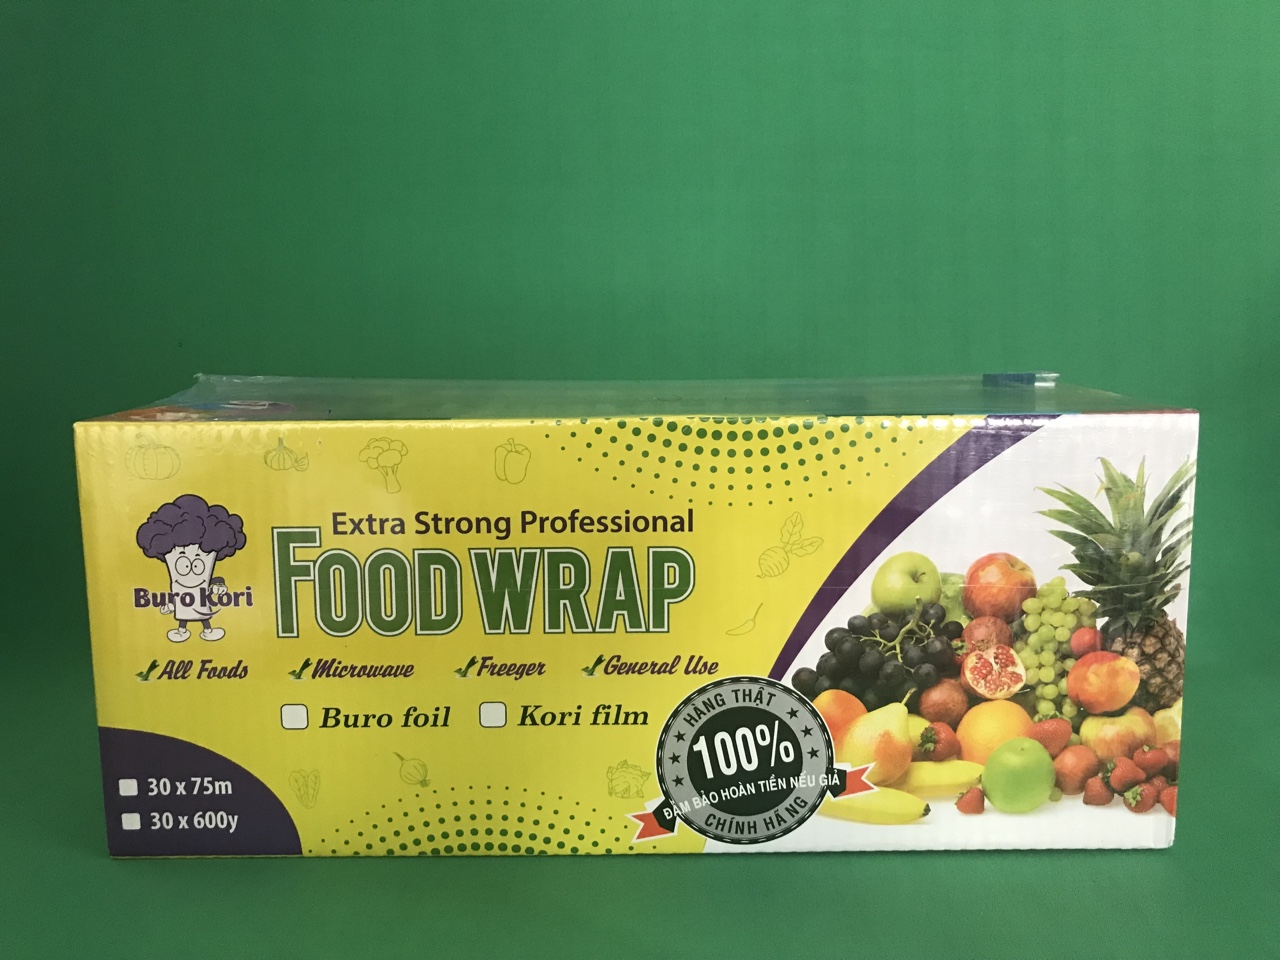 Extra Strong Professional
FOOD WRAP
Buro Kori
All Foods
Microwave
Freeger
General Use
Buro foil
Kori film
30 x 75m
30 x 600y
HÀNG THẬT
100%
ĐẢM BẢO HOÀN TIỀN NẾU GIẢ
CHÍNH HÃNG